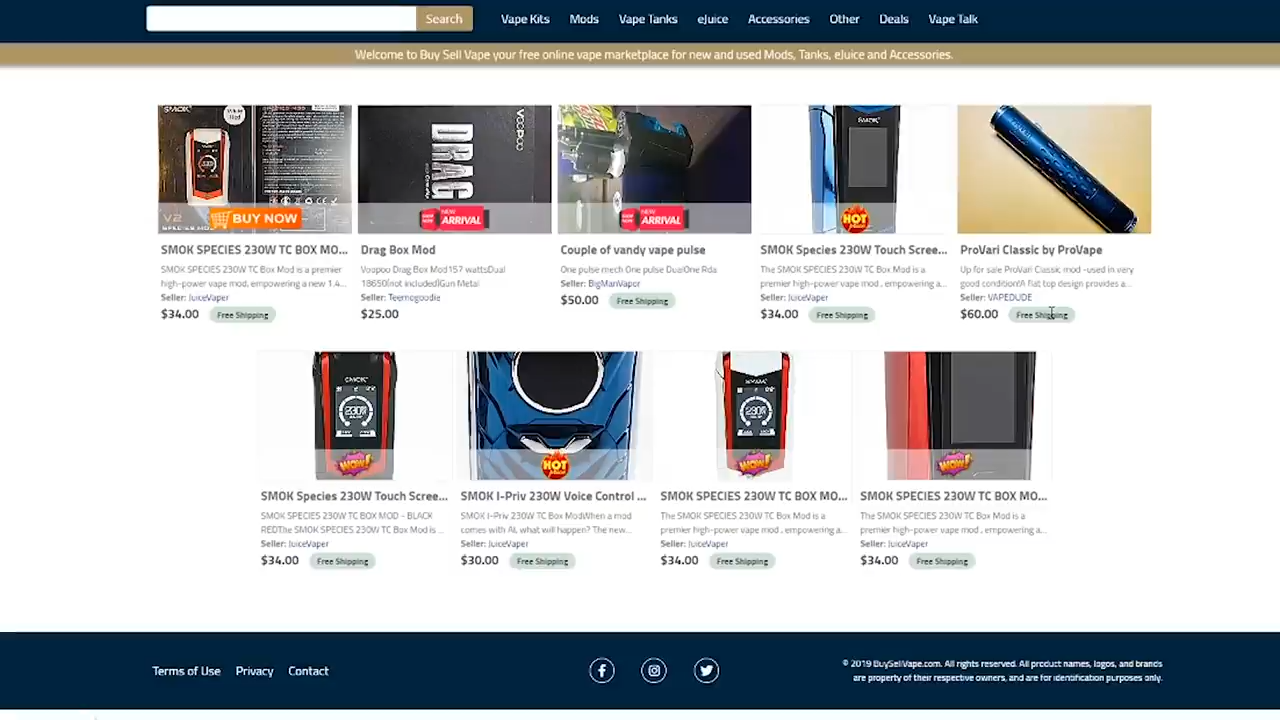 Search
Vape Kits Mods Vape Tanks eJuice Accessories Other Deals Vape Talk
Welcome to Buy Sell Vape your free online vape marketplace for new and used Mods, Tanks, eJuice and Accessories.
SMOK
V2
BUY NOW
VOOPOO
DRAG
NEW ARRIVAL
NEW ARRIVAL
SMOK
HOT
SMOK SPECIES 230W TC BOX MO...
SMOK SPECIES 230W TC Box Mod is a premier
high-power vape mod, empowering a new 1.4...
Seller: JuiceVaper
$34.00 Free Shipping
Drag Box Mod
Voopoo Drag Box Mod157 wattsDual
18650(not included)Gun Metal
Seller: Teemogoodie
$25.00
Couple of vandy vape pulse
One pulse mech One pulse DualOne Rda
Seller: BigManVapor
$50.00 Free Shipping
SMOK Species 230W Touch Scree...
The SMOK SPECIES 230W TC Box Mod is a
premier high-power vape mod , empowering a...
Seller: JuiceVaper
$34.00 Free Shipping
ProVari Classic by ProVape
Up for sale ProVari Classic mod -used in very
good condition!A flat top design provides a...
Seller: VAPEDUDE
$60.00 Free Shipping
SMOK
230W
WOW!
HOT
230W
WOW!
WOW!
SMOK Species 230W Touch Scree...
SMOK SPECIES 230W TC BOX MOD - BLACK
REDThe SMOK SPECIES 230W TC Box Mod is ...
Seller: JuiceVaper
$34.00 Free Shipping
SMOK I-Priv 230W Voice Control ...
SMOK I-Priv 230W TC Box ModWhen a mod
comes with AI, what will happen? The new...
Seller: JuiceVaper
$30.00 Free Shipping
SMOK SPECIES 230W TC BOX MO...
The SMOK SPECIES 230W TC Box Mod is a
premier high-power vape mod , empowering a...
Seller: JuiceVaper
$34.00 Free Shipping
SMOK SPECIES 230W TC BOX MO...
The SMOK SPECIES 230W TC Box Mod is a
premier high-power vape mod , empowering a...
Seller: JuiceVaper
$34.00 Free Shipping
Terms of Use Privacy Contact
© 2019 BuySellVape.com. All rights reserved. All product names, logos, and brands
are property of their respective owners, and are for identification purposes only.